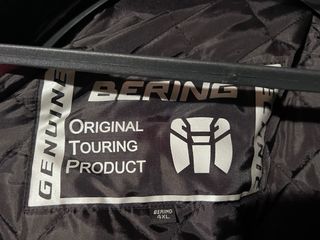 BERING
GENUINE
ORIGINAL
TOURING
PRODUCT
BERING
4XL